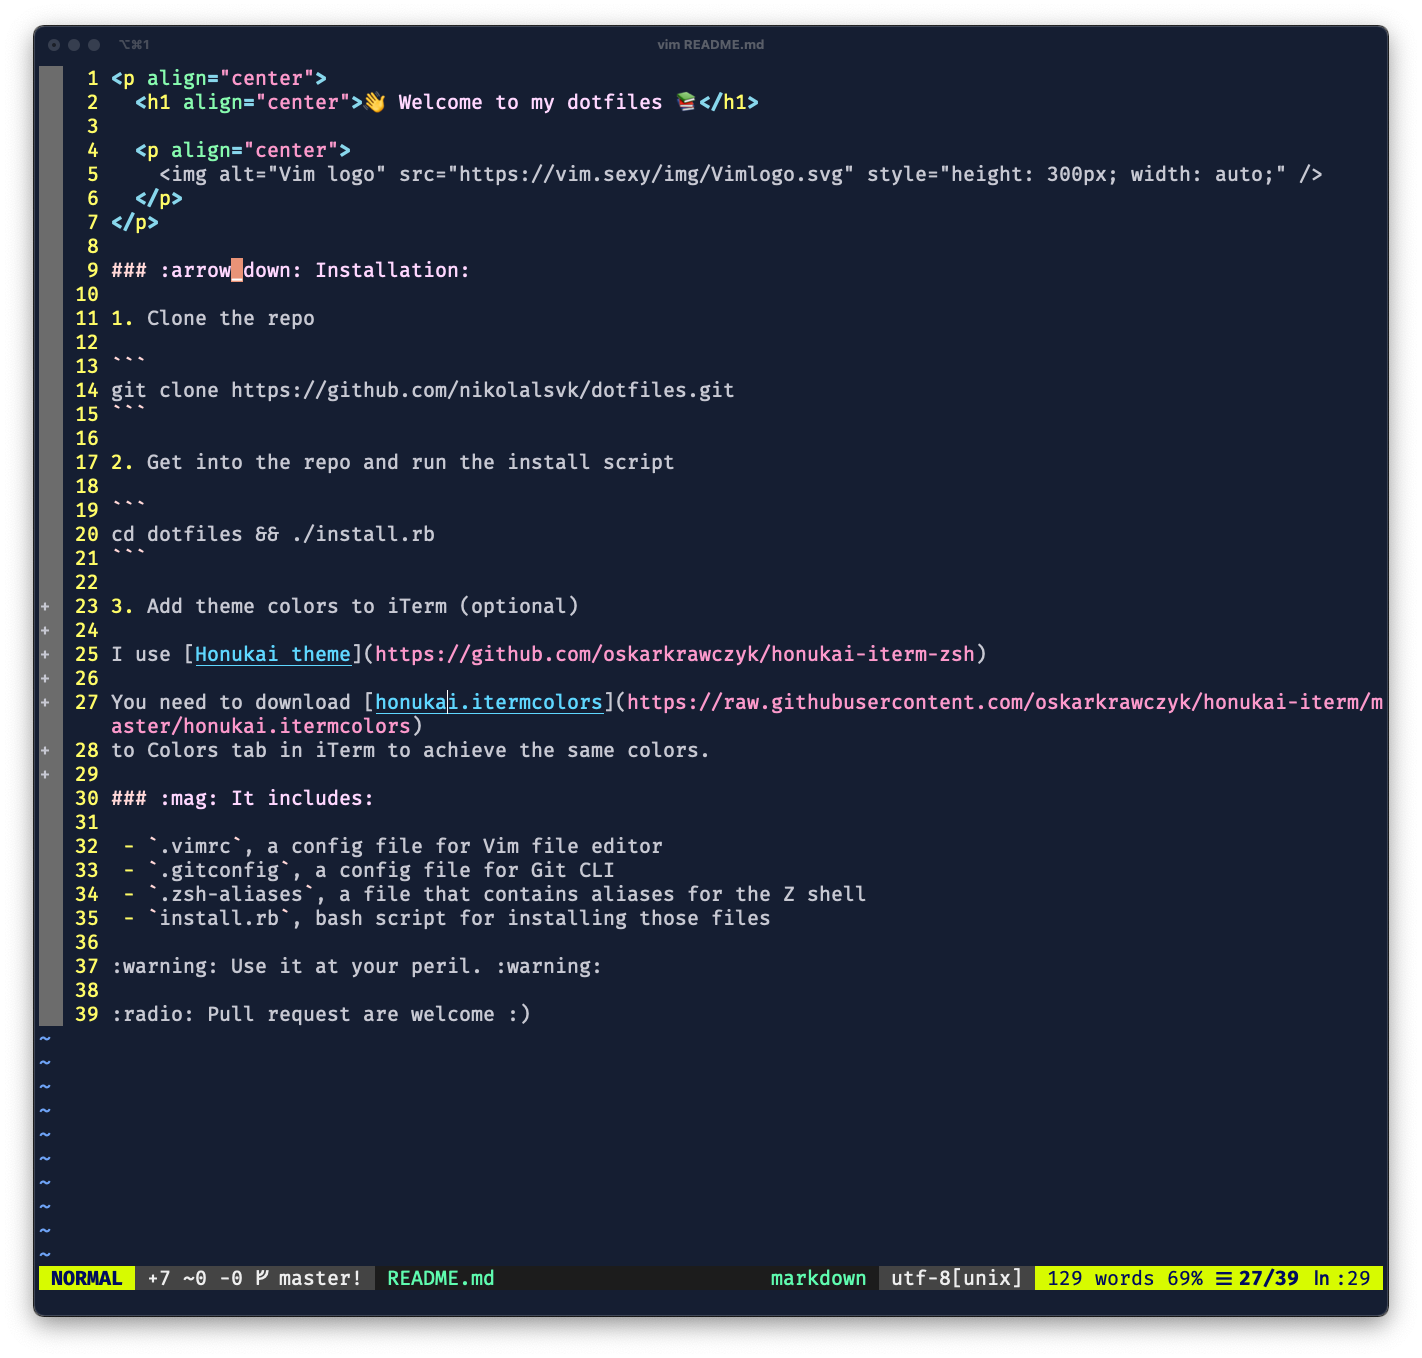 ⌥⌘1 vim README.md
1 <p align="center">
2   <h1 align="center">👋 Welcome to my dotfiles 📚</h1>
3
4   <p align="center">
5     <img alt="Vim logo" src="https://vim.sexy/img/Vimlogo.svg" style="height: 300px; width: auto;" />
6   </p>
7 </p>
8
9 ### :arrow_down: Installation:
10
11 1. Clone the repo
12
13 ```
14 git clone https://github.com/nikolalsvk/dotfiles.git
15 ```
16
17 2. Get into the repo and run the install script
18
19 ```
20 cd dotfiles && ./install.rb
21 ```
22
+ 23 3. Add theme colors to iTerm (optional)
+ 24
+ 25 I use [Honukai theme](https://github.com/oskarkrawczyk/honukai-iterm-zsh)
+ 26
+ 27 You need to download [honukai.itermcolors](https://raw.githubusercontent.com/oskarkrawczyk/honukai-iterm/m
aster/honukai.itermcolors)
+ 28 to Colors tab in iTerm to achieve the same colors.
+ 29
30 ### :mag: It includes:
31
32  - `.vimrc`, a config file for Vim file editor
33  - `.gitconfig`, a config file for Git CLI
34  - `.zsh-aliases`, a file that contains aliases for the Z shell
35  - `install.rb`, bash script for installing those files
36
37 :warning: Use it at your peril. :warning:
38
39 :radio: Pull request are welcome :)
~
~
~
~
~
~
~
~
~
~
NORMAL +7 ~0 -0 master! README.md markdown utf-8[unix] 129 words 69% ☰ 27/39 ln :29